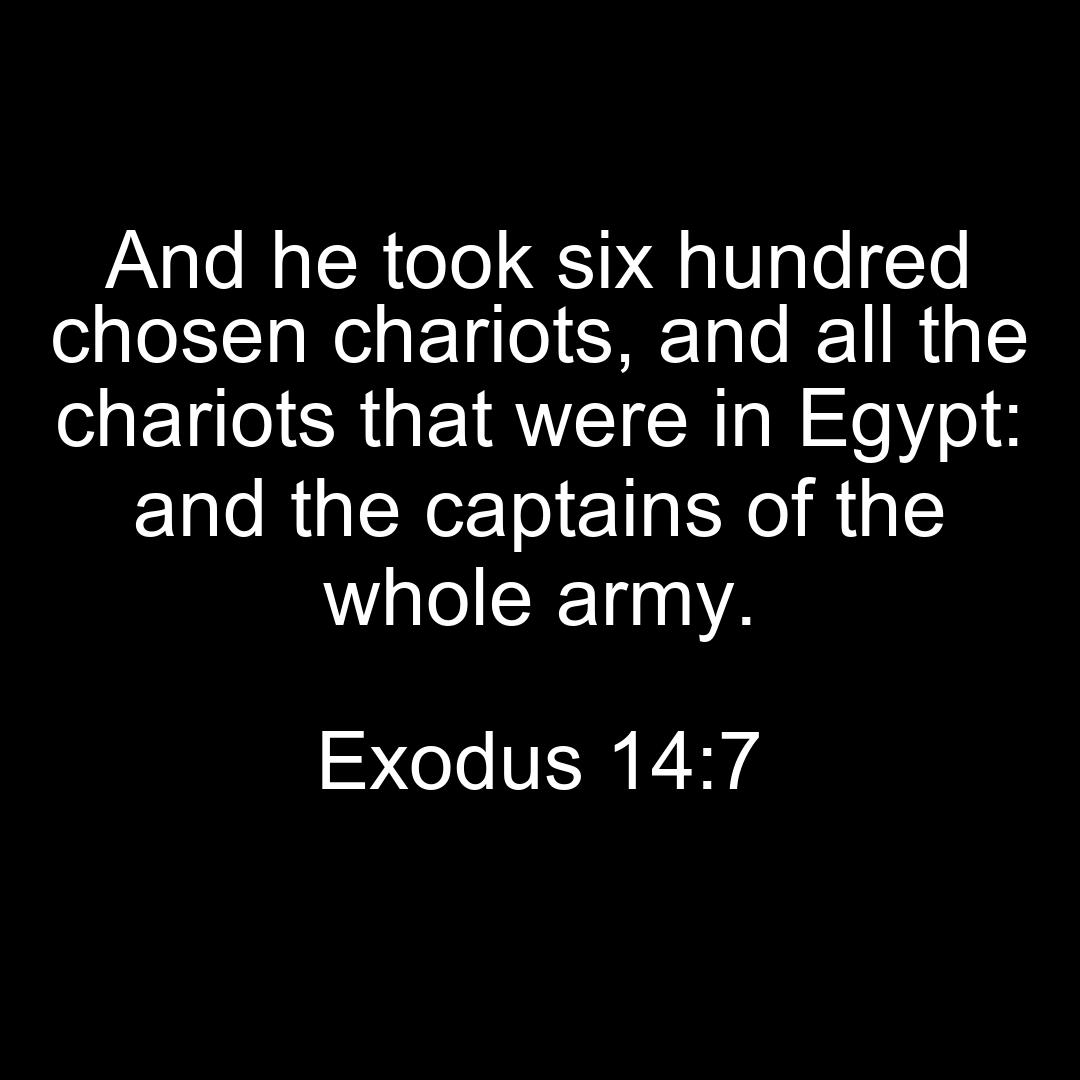 And he took six hundred
chosen chariots, and all the
chariots that were in Egypt:
and the captains of the
whole army.
Exodus 14:7